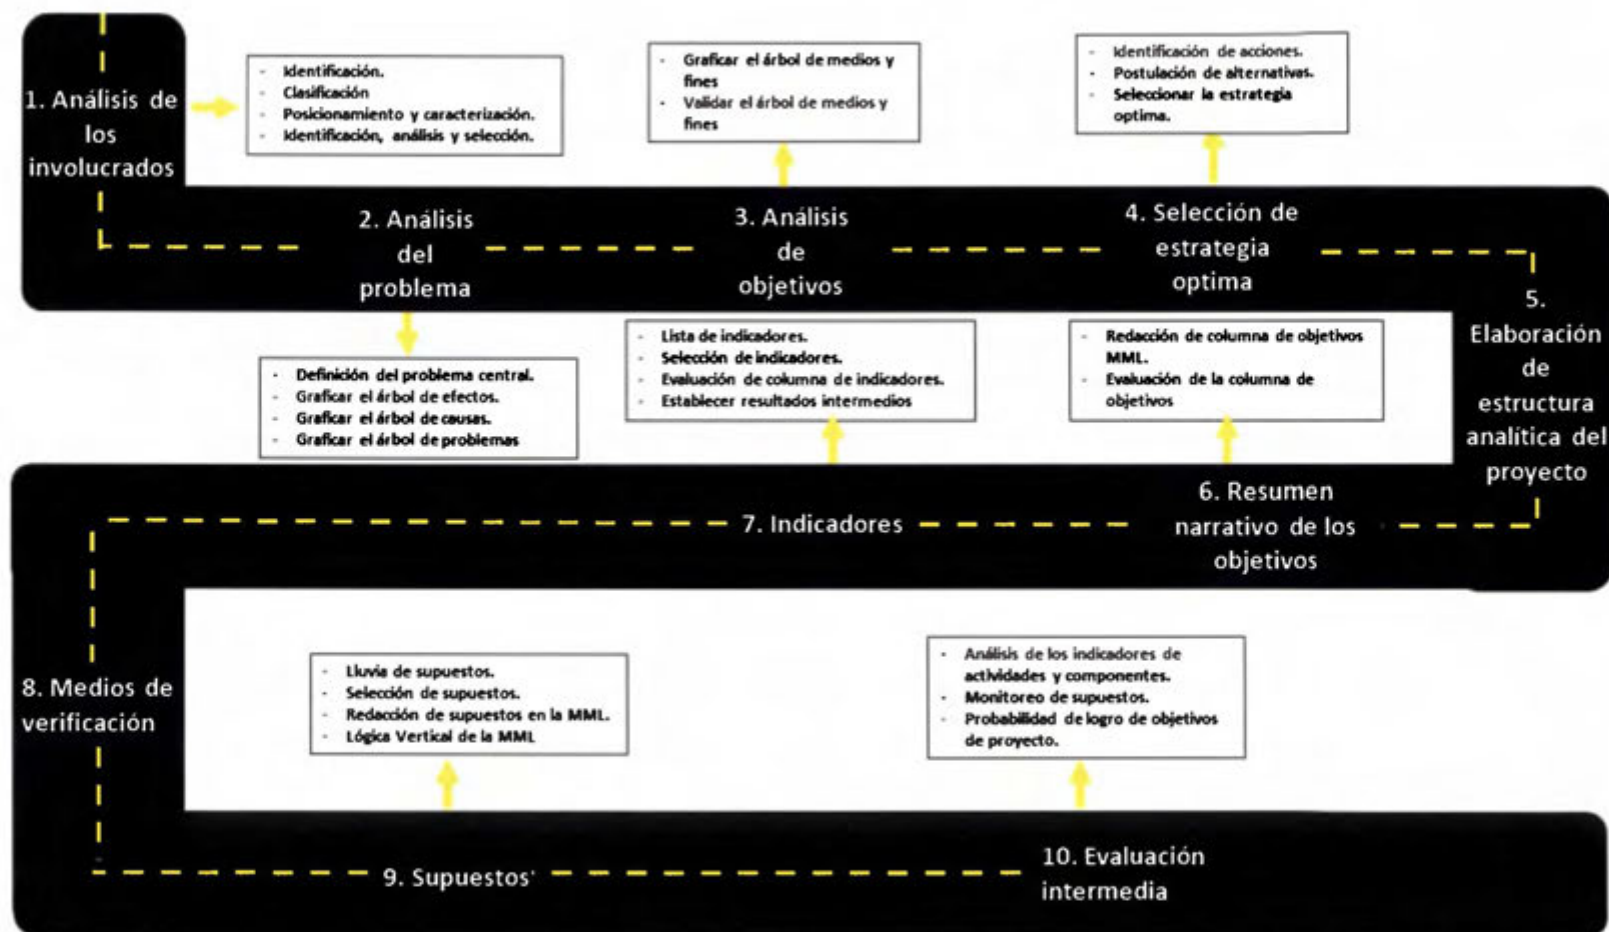 1. Análisis de
los
involucrados
- Identificación.
- Clasificación
- Posicionamiento y caracterización.
- Identificación, análisis y selección.
2. Análisis
del
problema
- Definición del problema central.
- Graficar el árbol de efectos.
- Graficar el árbol de causas.
- Graficar el árbol de problemas
3. Análisis
de
objetivos
- Graficar el árbol de medios y
fines
- Validar el árbol de medios y
fines
4. Selección de
estrategia
optima
- Identificación de acciones.
- Postulación de alternativas.
- Seleccionar la estrategia
optima.
5.
Elaboración
de
estructura
analítica del
proyecto
6. Resumen
narrativo de los
objetivos
- Redacción de columna de objetivos
MML.
- Evaluación de la columna de
objetivos
7. Indicadores
- Lista de indicadores.
- Selección de indicadores.
- Evaluación de columna de indicadores.
- Establecer resultados intermedios
8. Medios de
verificación
9. Supuestos
- Lluvia de supuestos.
- Selección de supuestos.
- Redacción de supuestos en la MML.
- Lógica Vertical de la MML
10. Evaluación
intermedia
- Análisis de los indicadores de
actividades y componentes.
- Monitoreo de supuestos.
- Probabilidad de logro de objetivos
de proyecto.